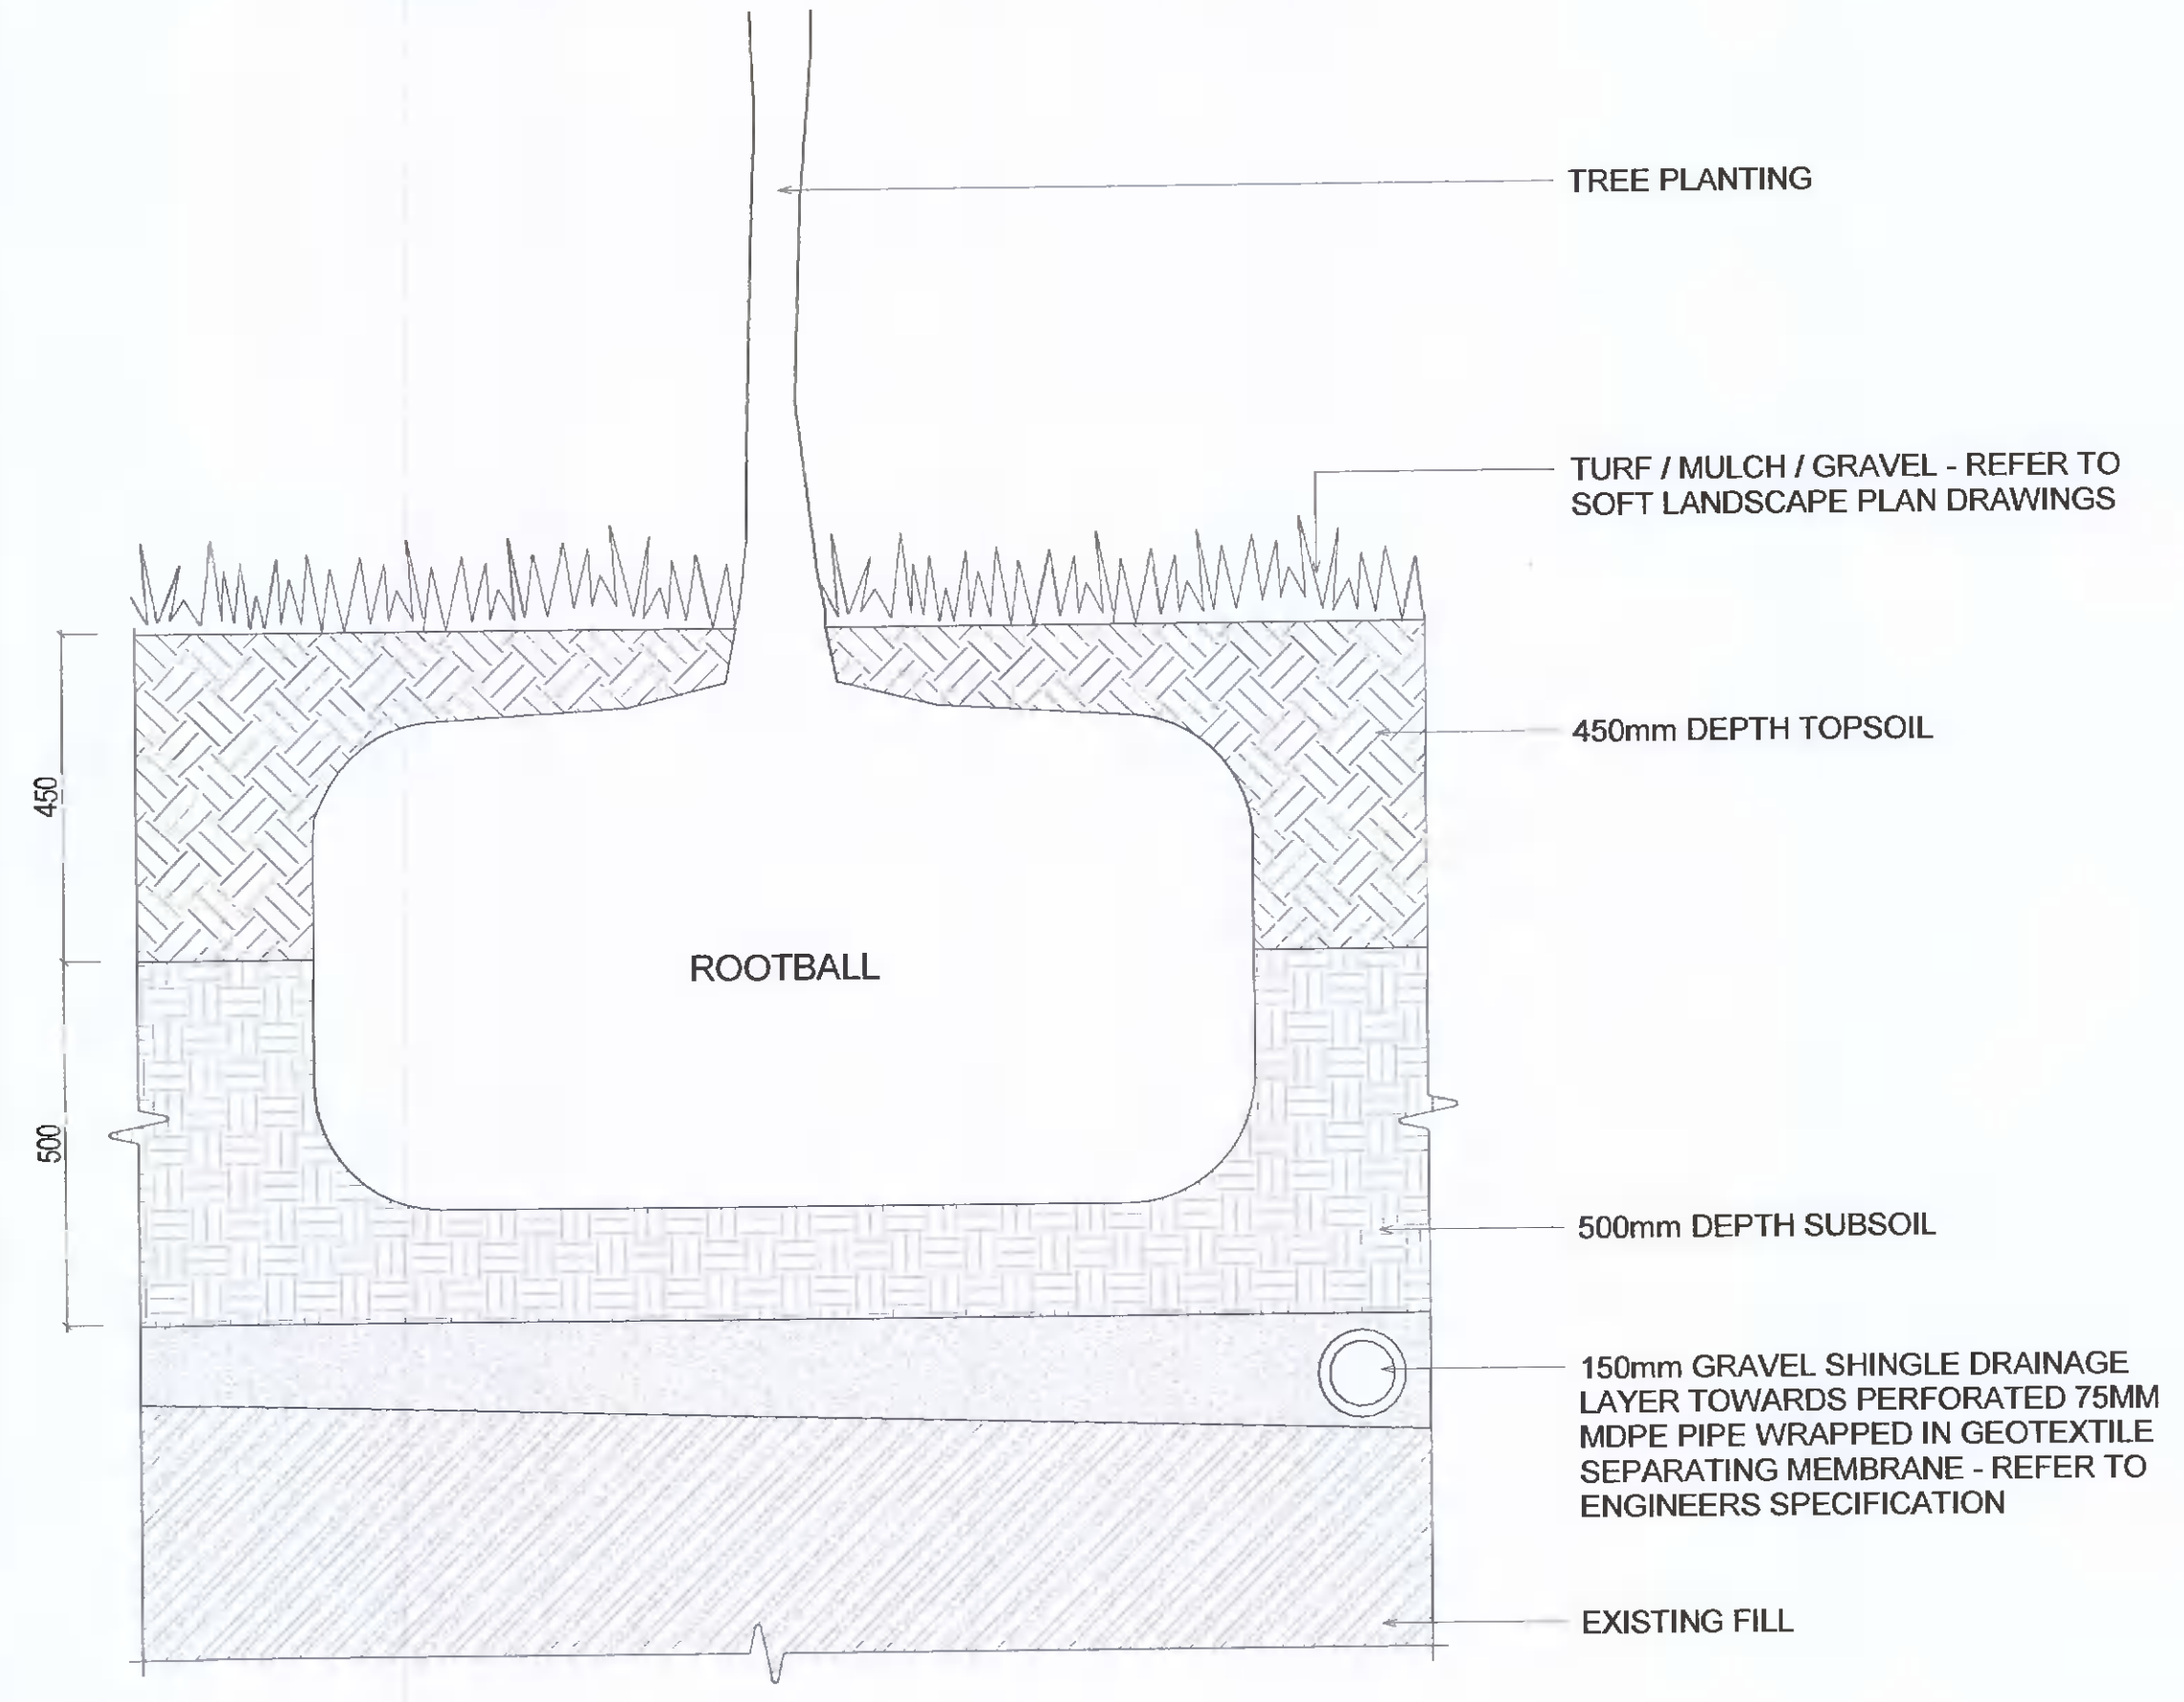 TREE PLANTING
TURF / MULCH / GRAVEL - REFER TO
SOFT LANDSCAPE PLAN DRAWINGS
450mm DEPTH TOPSOIL
450
ROOTBALL
500
500mm DEPTH SUBSOIL
150mm GRAVEL SHINGLE DRAINAGE
LAYER TOWARDS PERFORATED 75MM
MDPE PIPE WRAPPED IN GEOTEXTILE
SEPARATING MEMBRANE - REFER TO
ENGINEERS SPECIFICATION
EXISTING FILL